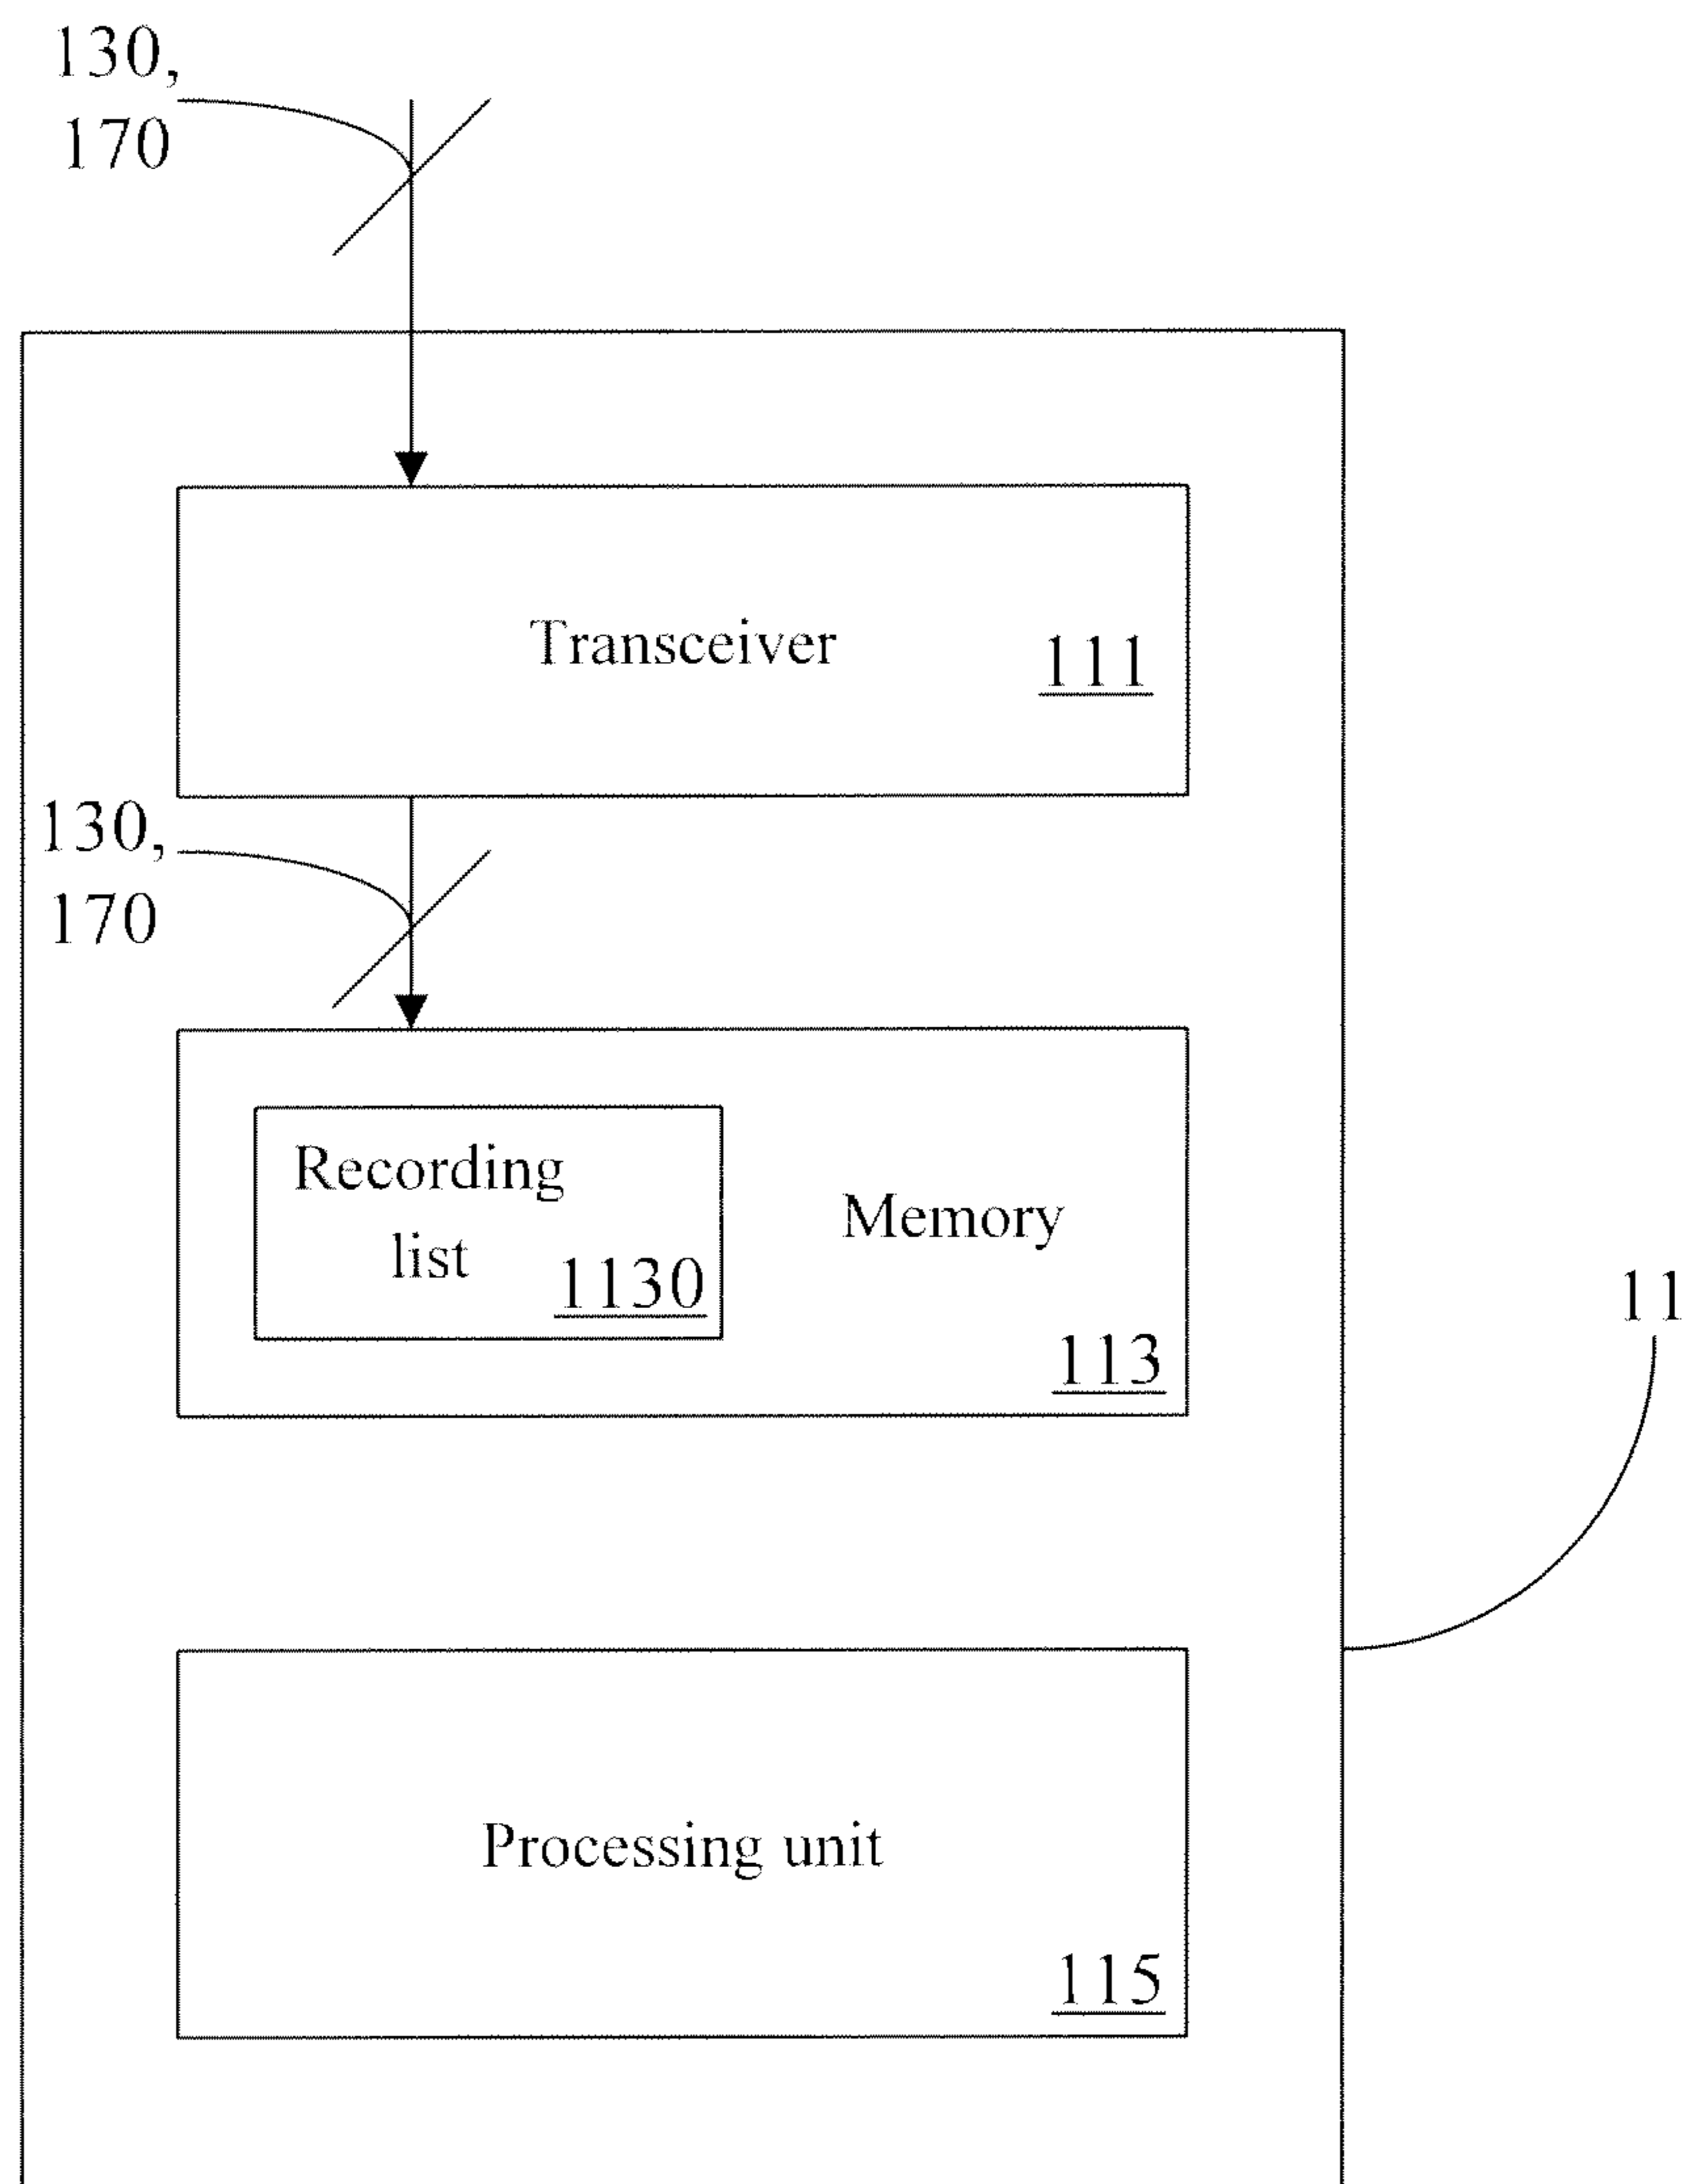 130,
170
Transceiver
111
130,
170
Recording
list
1130
Memory
113
11
Processing unit
115